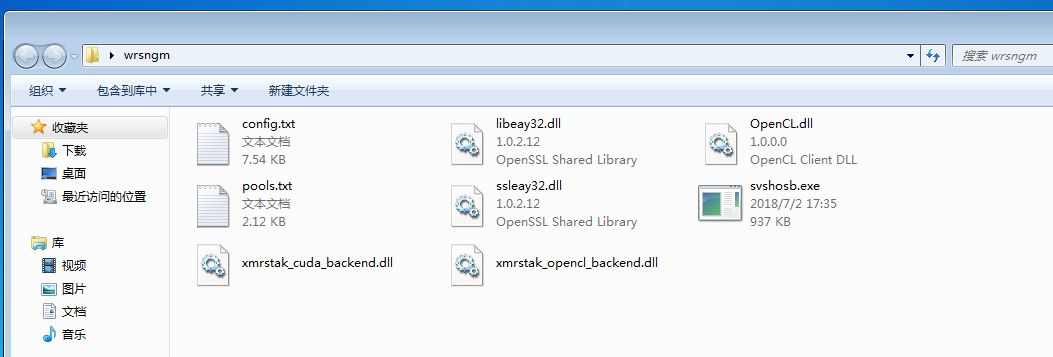 wrsngm
搜索 wrsngm
组织
包含到库中
共享
新建文件夹
收藏夹
下载
桌面
最近访问的位置
库
视频
图片
文档
音乐
config.txt
文本文档
7.54 KB
libeay32.dll
1.0.2.12
OpenSSL Shared Library
OpenCL.dll
1.0.0.0
OpenCL Client DLL
pools.txt
文本文档
2.12 KB
ssleay32.dll
1.0.2.12
OpenSSL Shared Library
svshosb.exe
2018/7/2 17:35
937 KB
xmrstak_cuda_backend.dll
xmrstak_opencl_backend.dll